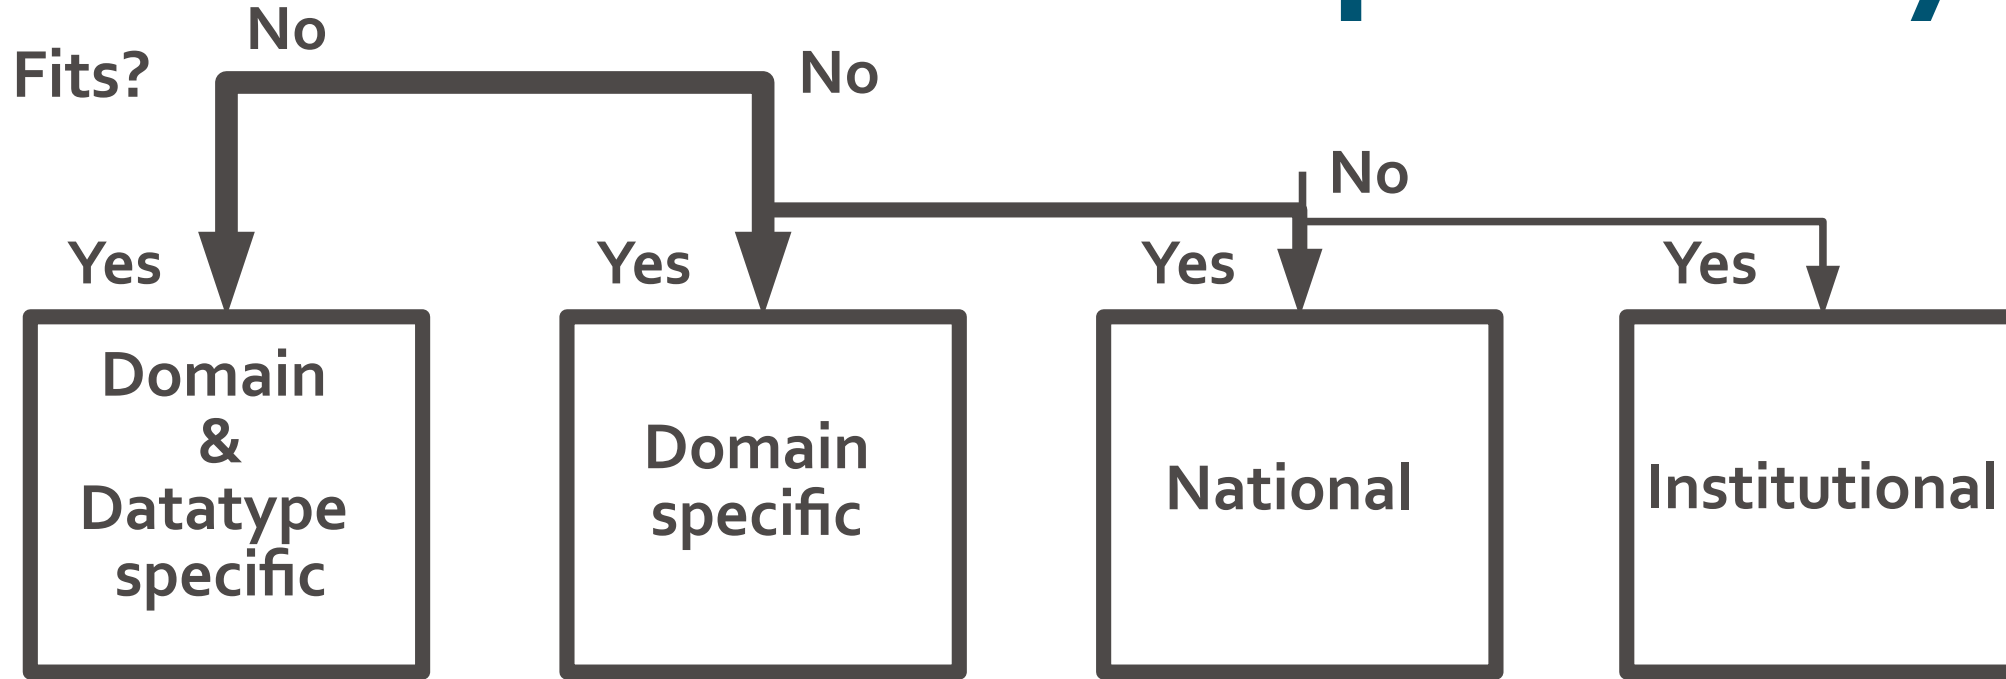 No
Fits?
No
No
Yes
Yes
Yes
Yes
Domain
&
Datatype
specific
Domain
specific
National
Institutional